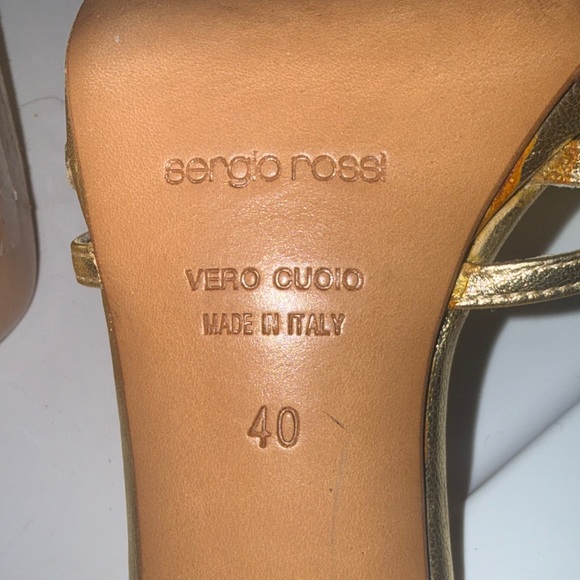 sergio rossi
VERO CUOIO
MADE IN ITALY
40